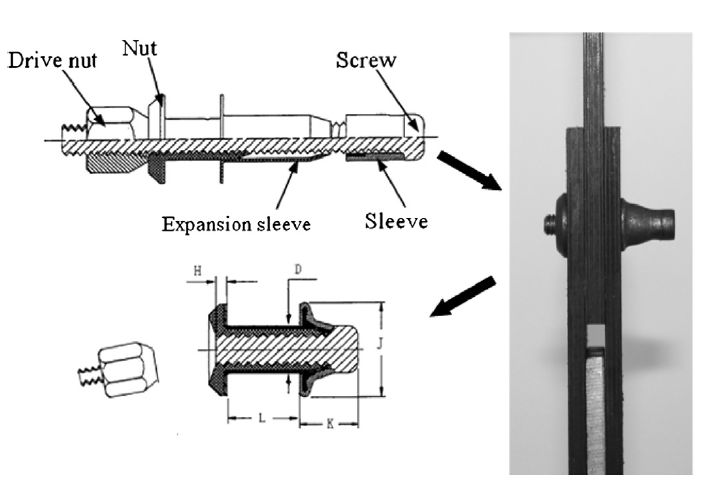 Drive nut
Nut
Screw
Expansion sleeve
Sleeve
H
D
J
L
K